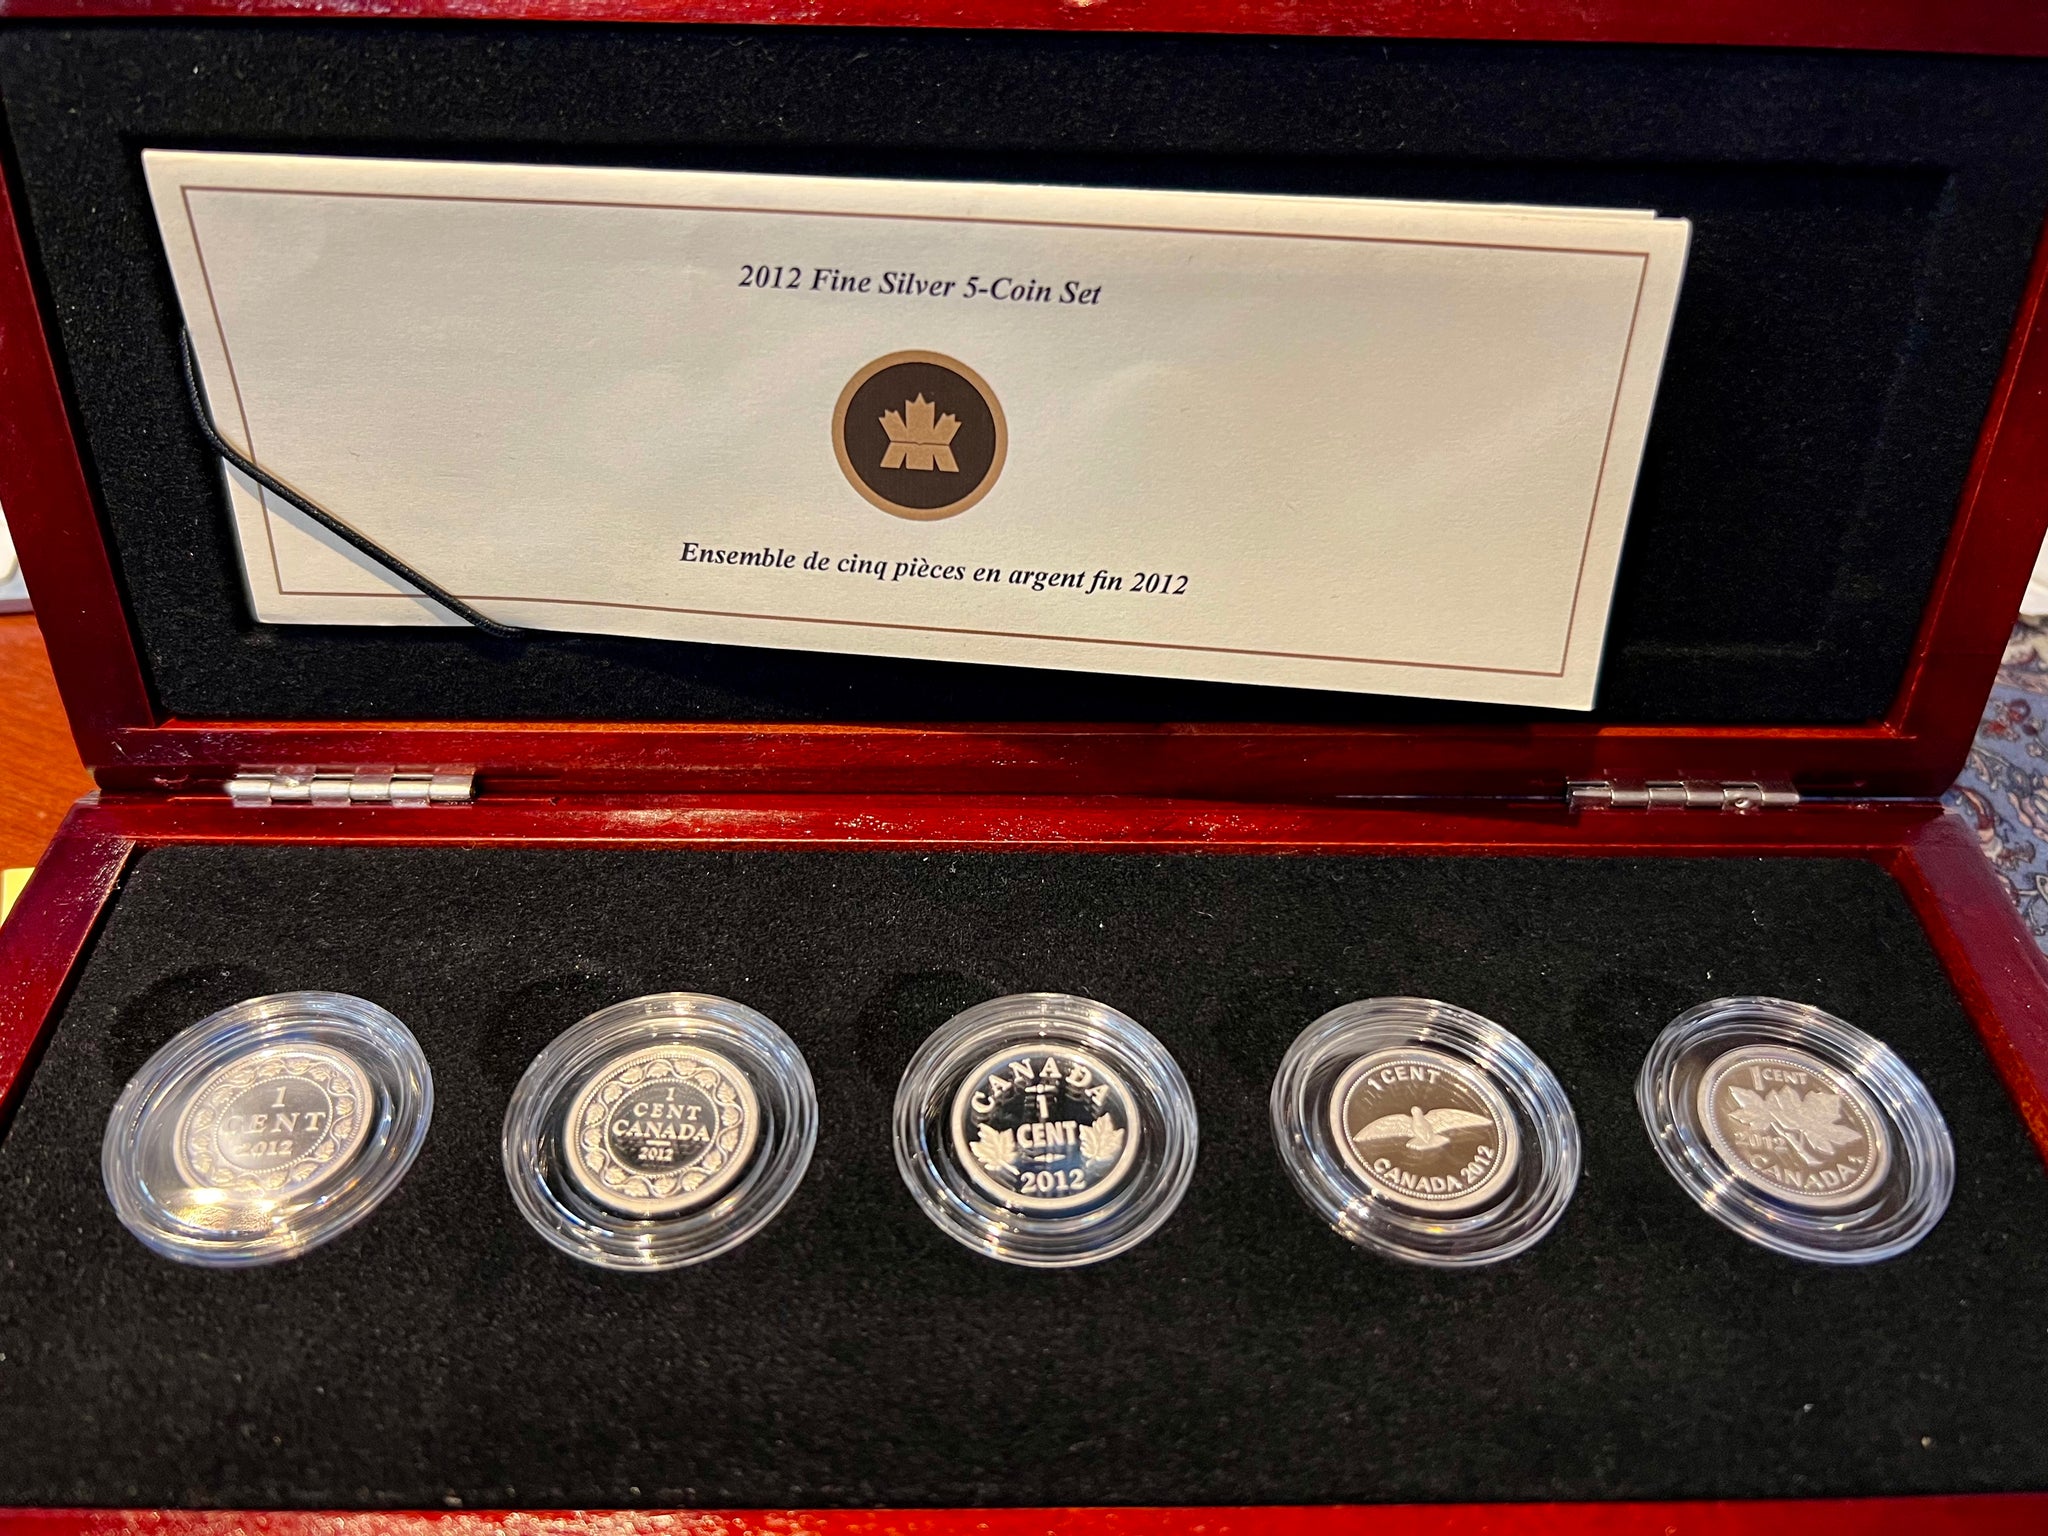 2012 Fine Silver 5-Coin Set
Ensemble de cinq pièces en argent fin 2012
1
CENT
2012
1
CENT
CANADA
2012
CANADA
1
CENT
2012
1 CENT
CANADA 2012
1 CENT
2012
CANADA